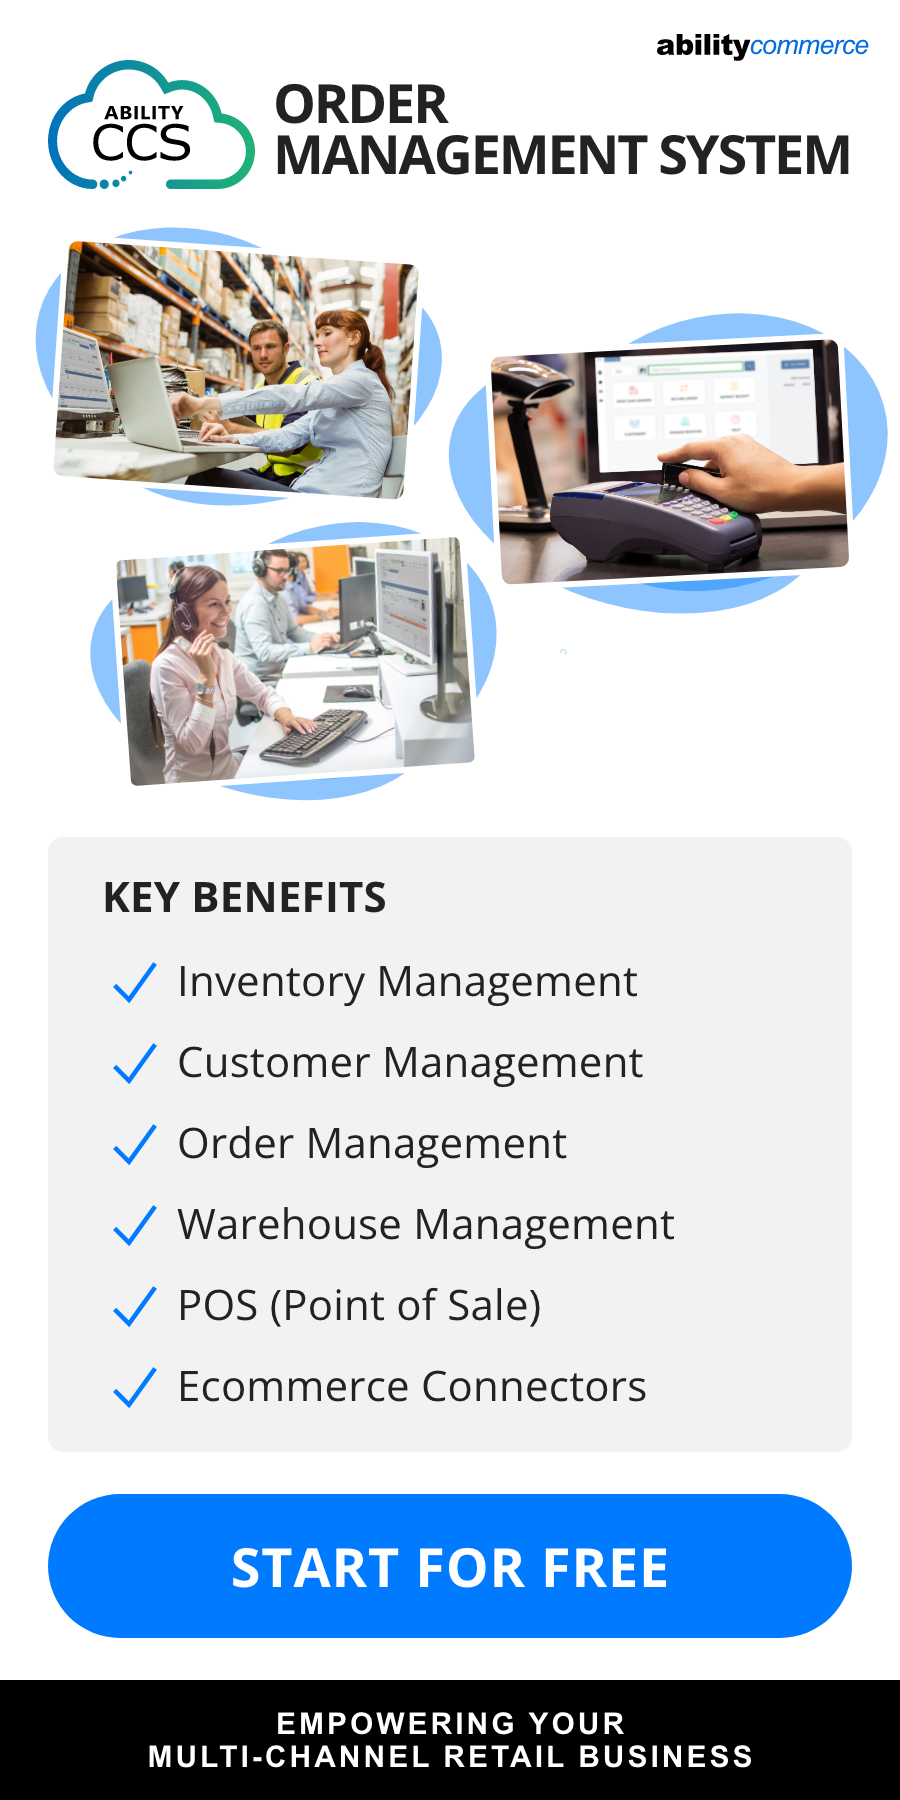 abilitycommerce
ABILITY
CCS
ORDER
MANAGEMENT SYSTEM
KEY BENEFITS
Inventory Management
Customer Management
Order Management
Warehouse Management
POS (Point of Sale)
Ecommerce Connectors
START FOR FREE
EMPOWERING YOUR
MULTI-CHANNEL RETAIL BUSINESS